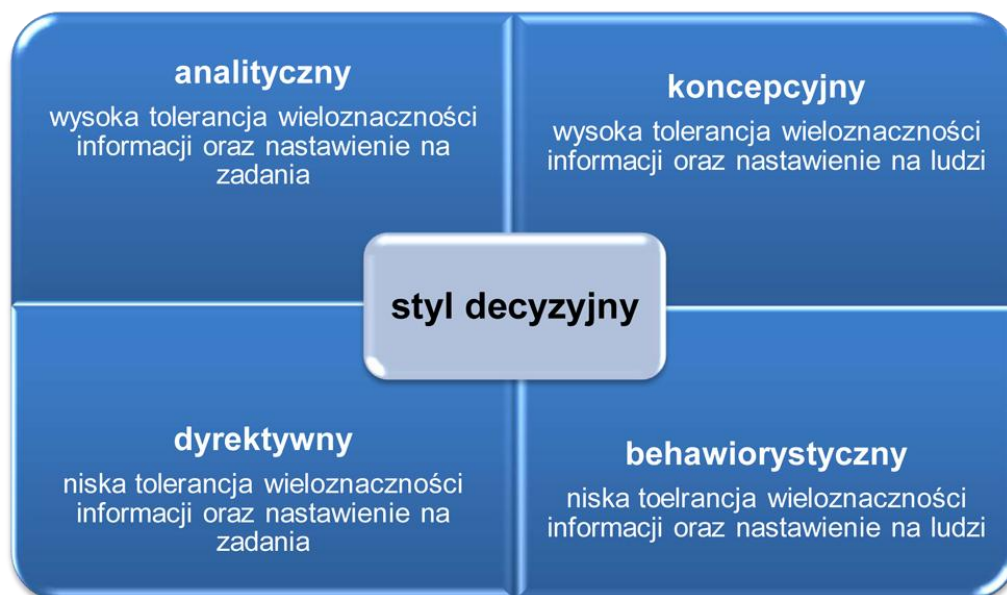 analityczny
wysoka tolerancja wieloznaczności
informacji oraz nastawienie na
zadania
koncepcyjny
wysoka tolerancja wieloznaczności
informacji oraz nastawienie na ludzi
styl decyzyjny
dyrektywny
niska tolerancja wieloznaczności
informacji oraz nastawienie na
zadania
behawiorystyczny
niska toelrancja wieloznaczności
informacji oraz nastawienie na ludzi